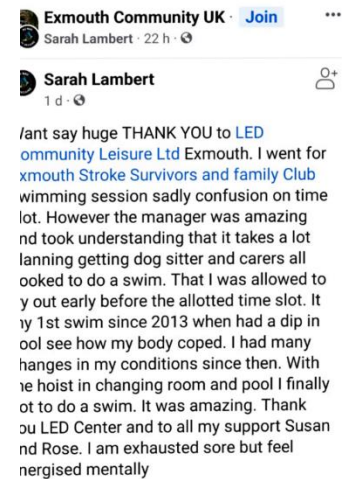 Exmouth Community UK · Join
Sarah Lambert · 22 h ·
Sarah Lambert
1 d ·
/ant say huge THANK YOU to LED
ommunity Leisure Ltd Exmouth. I went for
xmouth Stroke Survivors and family Club
wimming session sadly confusion on time
lot. However the manager was amazing
nd took understanding that it takes a lot
lanning getting dog sitter and carers all
ooked to do a swim. That I was allowed to
y out early before the allotted time slot. It
ny 1st swim since 2013 when had a dip in
ool see how my body coped. I had many
hanges in my conditions since then. With
ne hoist in changing room and pool I finally
ot to do a swim. It was amazing. Thank
ou LED Center and to all my support Susan
nd Rose. I am exhausted sore but feel
nergised mentally